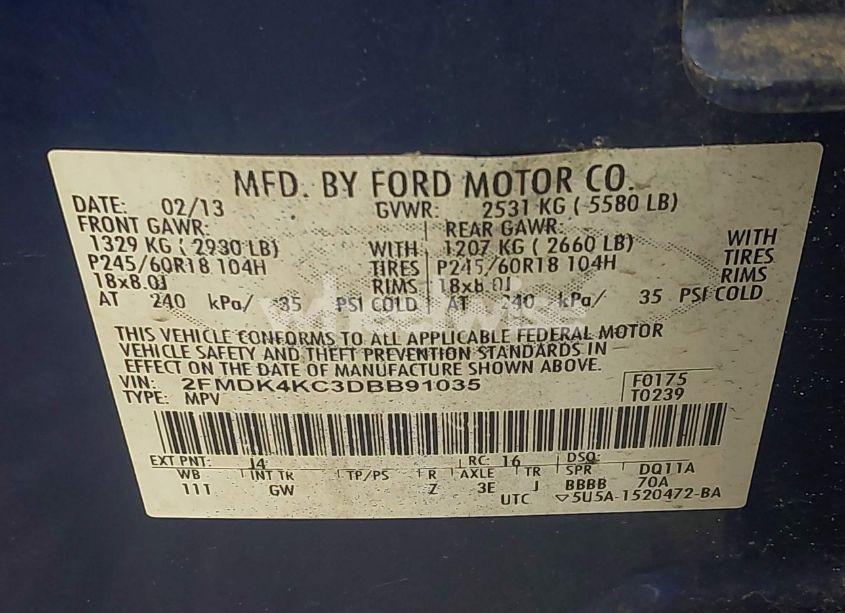 MFD. BY FORD MOTOR CO.
DATE: 02/13 GVWR: 2531 KG ( 5580 LB)
FRONT GAWR: REAR GAWR:
1329 KG ( 2930 LB) WITH 1207 KG ( 2660 LB) WITH
P245/60R18 104H TIRES P245/60R18 104H TIRES
18x8.0J RIMS 18x8.0J RIMS
AT 240 kPa/ 35 PSI COLD AT 240 kPa/ 35 PSI COLD
THIS VEHICLE CONFORMS TO ALL APPLICABLE FEDERAL MOTOR
VEHICLE SAFETY AND THEFT PREVENTION STANDARDS IN
EFFECT ON THE DATE OF MANUFACTURE SHOWN ABOVE.
VIN: 2FMDK4KC3DBB91035 F0175
TYPE: MPV T0239
EXT PNT: J4 RC: 16 DSO:
WB INT TR TP/PS R AXLE TR SPR DQ11A
11T GW Z 3E J BBBB 70A
UTC ▽5U5A-1520472-BA